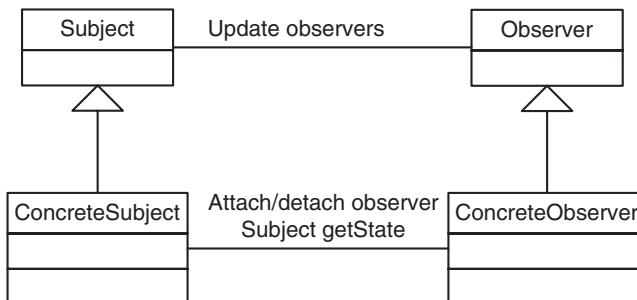 Subject
Update observers
Observer
ConcreteSubject
Attach/detach observer
Subject getState
ConcreteObserver